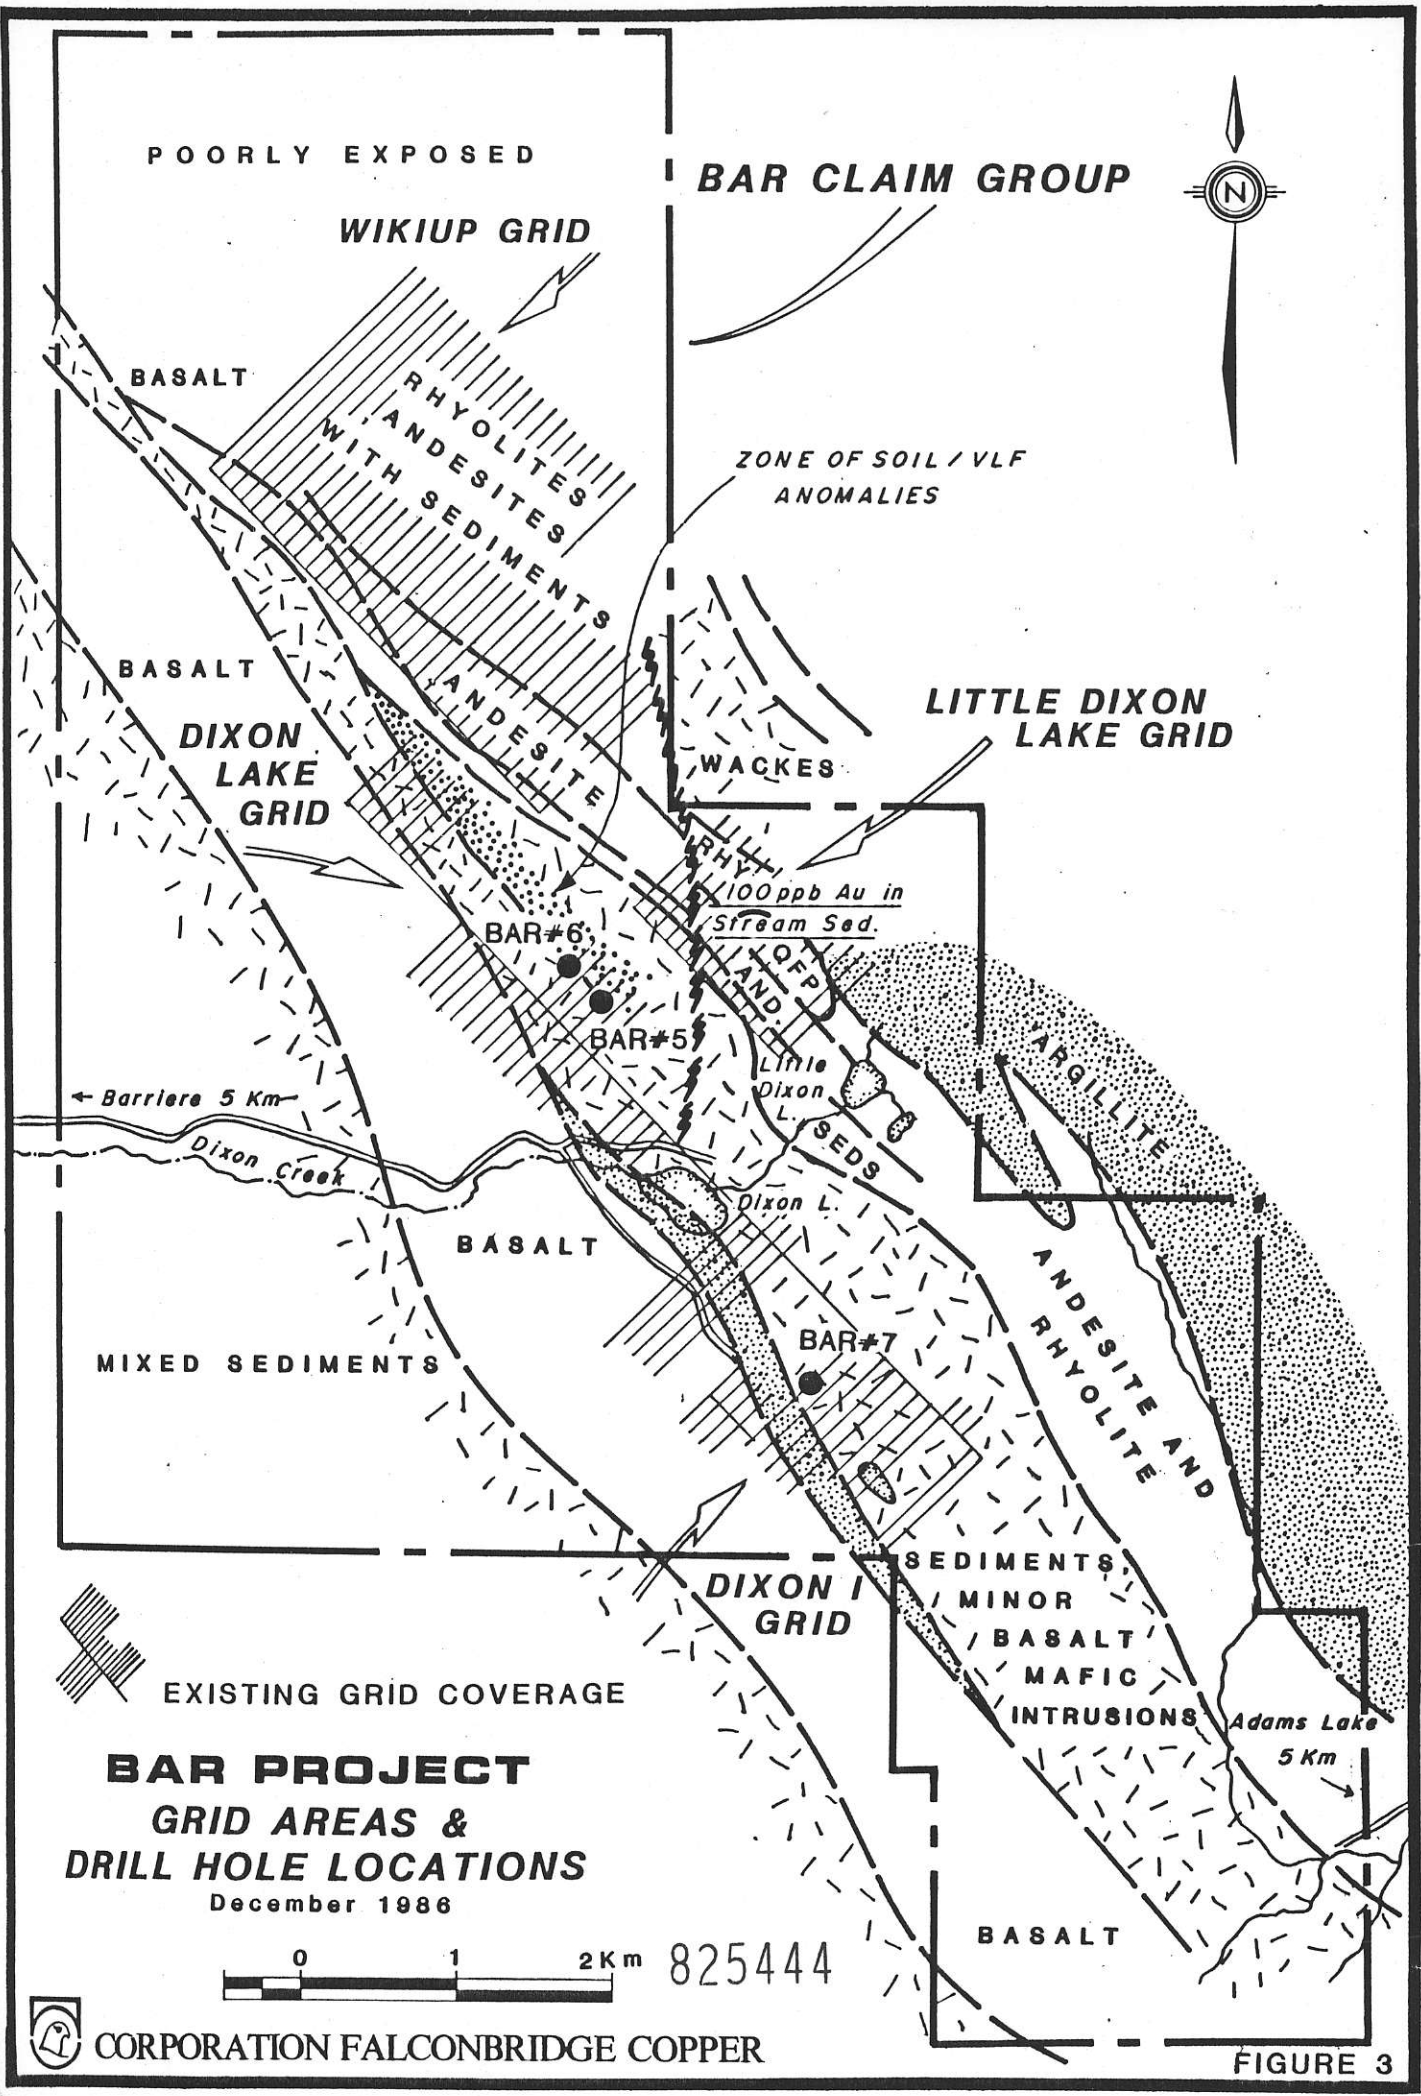 POORLY EXPOSED
BAR CLAIM GROUP
N
WIKIUP GRID
BASALT
RHYOLITES
ANDESITES
WITH SEDIMENTS
ZONE OF SOIL / VLF
ANOMALIES
BASALT
ANDESITE
LITTLE DIXON
LAKE GRID
DIXON
LAKE
GRID
WACKES
RHY
100 ppb Au in
Stream Sed.
BAR#6
QFP
AND.
BAR#5
ARGILLITE
Little
Dixon
L.
← Barriere 5 Km
SEDS
Dixon Creek
Dixon L.
BASALT
ANDESITE AND
RHYOLITE
BAR#7
MIXED SEDIMENTS
SEDIMENTS,
MINOR
BASALT
MAFIC
INTRUSIONS
DIXON I
GRID
EXISTING GRID COVERAGE
Adams Lake
5 Km
BAR PROJECT
GRID AREAS &
DRILL HOLE LOCATIONS
December 1986
BASALT
0 1 2 Km
825444
CORPORATION FALCONBRIDGE COPPER
FIGURE 3